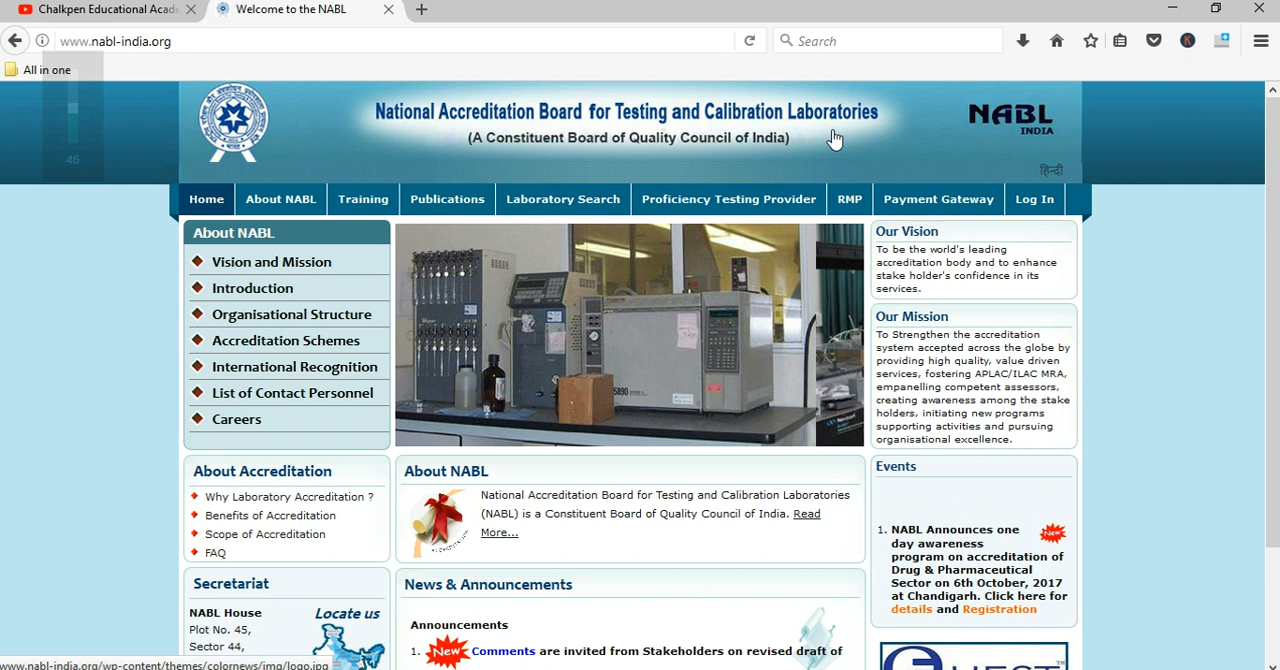 Chalkpen Educational Acade
Welcome to the NABL
www.nabl-india.org
Search
All in one
46
National Accreditation Board for Testing and Calibration Laboratories
(A Constituent Board of Quality Council of India)
NABL
INDIA
हिन्दी
Home
About NABL
Training
Publications
Laboratory Search
Proficiency Testing Provider
RMP
Payment Gateway
Log In
About NABL
Vision and Mission
Introduction
Organisational Structure
Accreditation Schemes
International Recognition
List of Contact Personnel
Careers
5890
Our Vision
To be the world's leading
accreditation body and to enhance
stake holder's confidence in its
services.
Our Mission
To Strengthen the accreditation
system accepted across the globe by
providing high quality, value driven
services, fostering APLAC/ILAC MRA,
empanelling competent assessors,
creating awareness among the stake
holders, initiating new programs
supporting activities and pursuing
organisational excellence.
About Accreditation
Why Laboratory Accreditation ?
Benefits of Accreditation
Scope of Accreditation
FAQ
About NABL
National Accreditation Board for Testing and Calibration Laboratories
(NABL) is a Constituent Board of Quality Council of India. Read
More...
Events
1. NABL Announces one
New
day awareness
program on accreditation of
Drug & Pharmaceutical
Sector on 6th October, 2017
at Chandigarh. Click here for
details and Registration
Secretariat
NABL House
Plot No. 45,
Sector 44,
Locate us
News & Announcements
Announcements
1. New Comments are invited from Stakeholders on revised draft of
www.nabl-india.org/wp-content/themes/colornews/img/logo.jpg